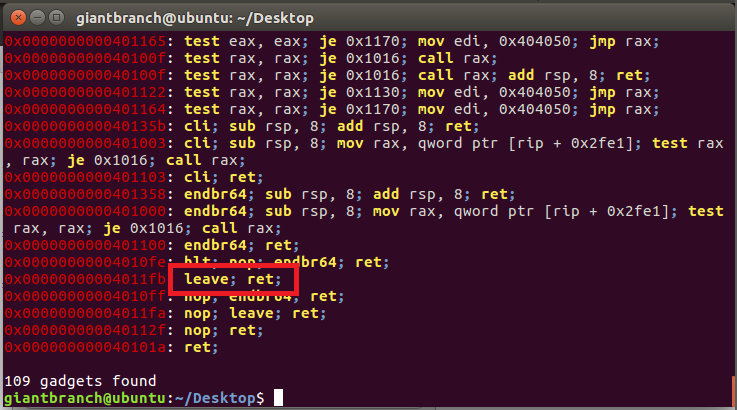 giantbranch@ubuntu: ~/Desktop
0x0000000000401165: test eax, eax; je 0x1170; mov edi, 0x404050; jmp rax;
0x000000000040100f: test rax, rax; je 0x1016; call rax;
0x000000000040100f: test rax, rax; je 0x1016; call rax; add rsp, 8; ret;
0x0000000000401122: test rax, rax; je 0x1130; mov edi, 0x404050; jmp rax;
0x0000000000401164: test rax, rax; je 0x1170; mov edi, 0x404050; jmp rax;
0x000000000040135b: cli; sub rsp, 8; add rsp, 8; ret;
0x0000000000401003: cli; sub rsp, 8; mov rax, qword ptr [rip + 0x2fe1]; test rax
, rax; je 0x1016; call rax;
0x0000000000401103: cli; ret;
0x0000000000401358: endbr64; sub rsp, 8; add rsp, 8; ret;
0x0000000000401000: endbr64; sub rsp, 8; mov rax, qword ptr [rip + 0x2fe1]; test
 rax, rax; je 0x1016; call rax;
0x0000000000401100: endbr64; ret;
0x00000000004010fe: hlt; nop; endbr64; ret;
0x00000000004011fb: leave; ret;
0x00000000004010ff: nop; endbr64; ret;
0x00000000004011fa: nop; leave; ret;
0x000000000040112f: nop; ret;
0x000000000040101a: ret;
109 gadgets found
giantbranch@ubuntu:~/Desktop$